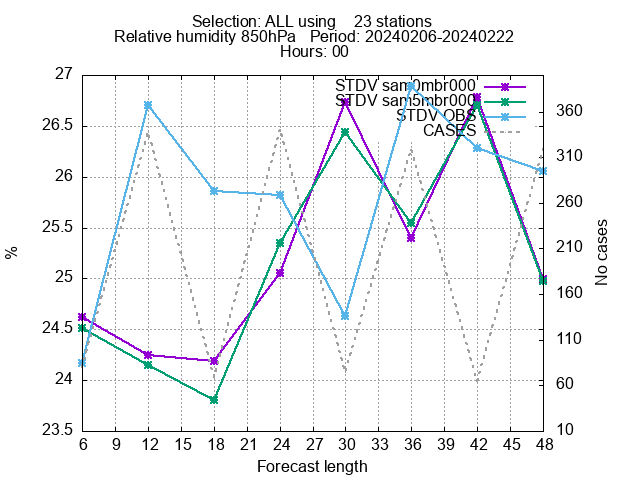 Selection: ALL using    23 stations
Relative humidity 850hPa   Period: 20240206-20240222
Hours: 00
STDV sam0mbr000
STDV sam5mbr000
STDV OBS
CASES
27
26.5
26
25.5
25
24.5
24
23.5
%
360
310
260
210
160
110
60
10
No cases
6 9 12 15 18 21 24 27 30 33 36 39 42 45 48
Forecast length